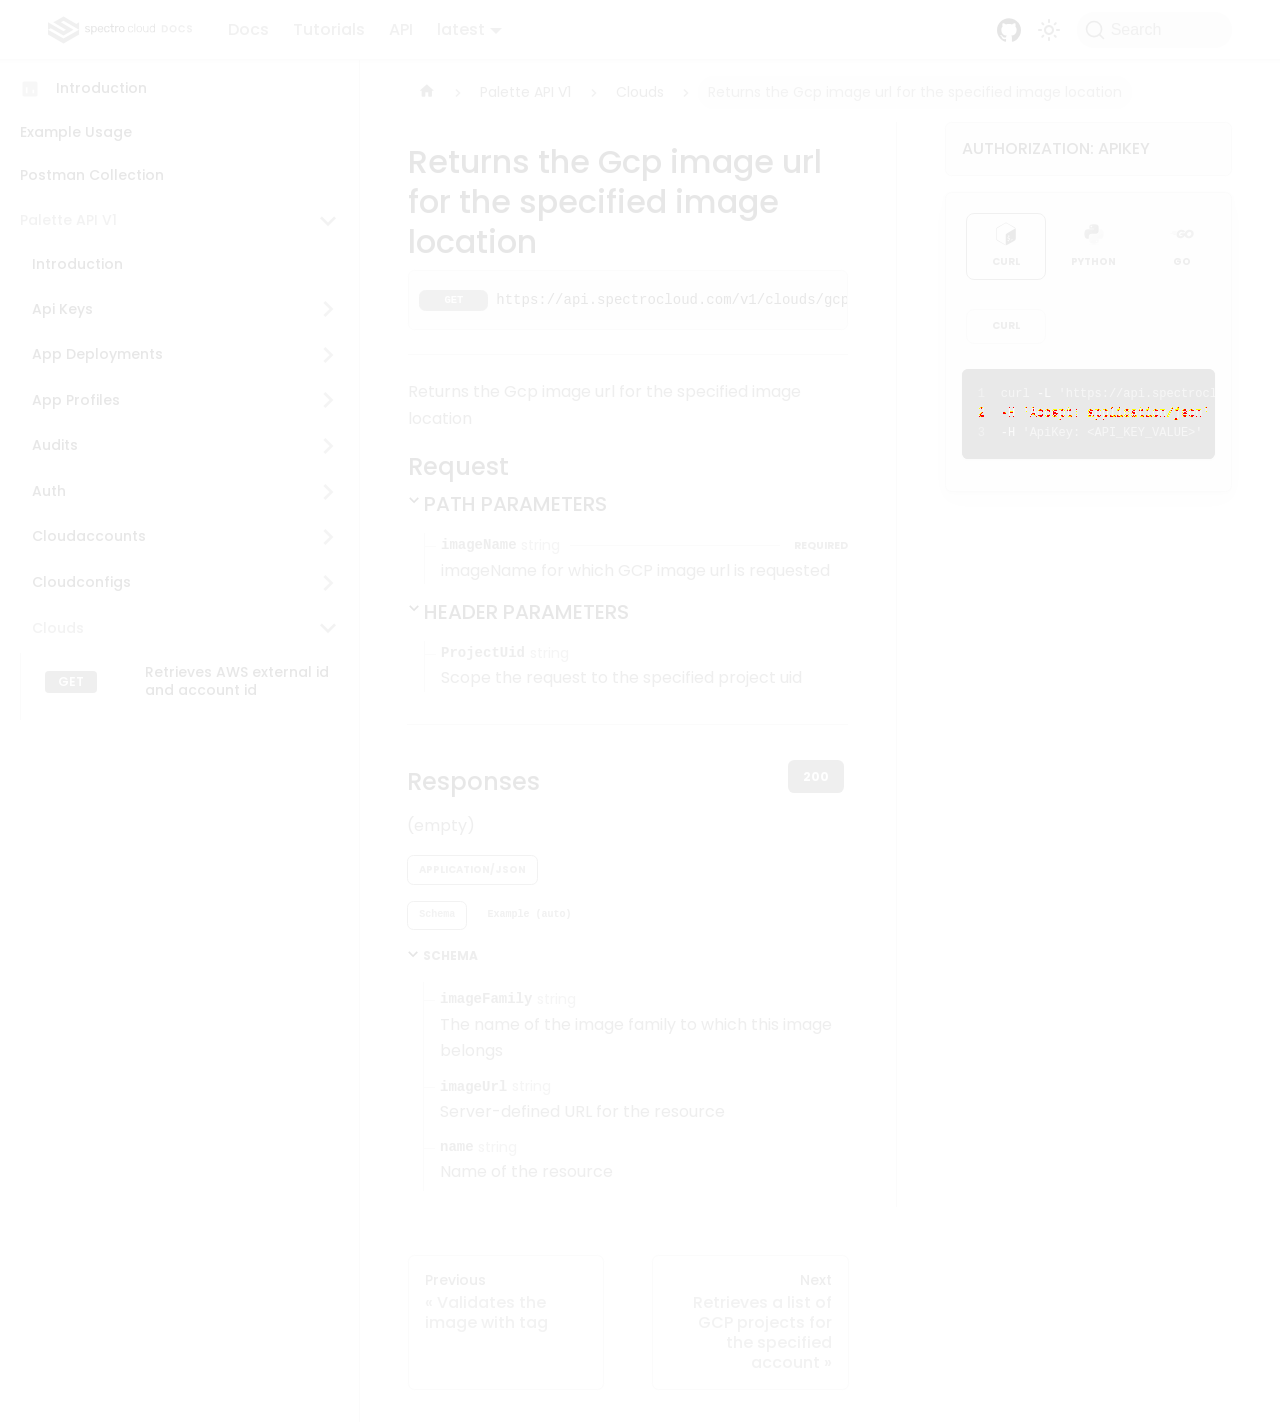 spectro cloud DOCS
Docs
Tutorials
API
latest
Search
Introduction
Example Usage
Postman Collection
Palette API V1
Introduction
Api Keys
App Deployments
App Profiles
Audits
Auth
Cloudaccounts
Cloudconfigs
Clouds
GET
Retrieves AWS external id
and account id
Palette API V1
Clouds
Returns the Gcp image url for the specified image location
Returns the Gcp image url
for the specified image
location
GET https://api.spectrocloud.com/v1/clouds/gcp
Returns the Gcp image url for the specified image
location
Request
PATH PARAMETERS
imageName string REQUIRED
imageName for which GCP image url is requested
HEADER PARAMETERS
ProjectUid string
Scope the request to the specified project uid
Responses
200
(empty)
APPLICATION/JSON
Schema
Example (auto)
SCHEMA
imageFamily string
The name of the image family to which this image
belongs
imageUrl string
Server-defined URL for the resource
name string
Name of the resource
Previous
« Validates the
image with tag
Next
Retrieves a list of
GCP projects for
the specified
account »
AUTHORIZATION: APIKEY
CURL
PYTHON
GO
GO
CURL
1 curl -L 'https://api.spectrocl
2 -H 'Accept: application/json'
3 -H 'ApiKey: <API_KEY_VALUE>'